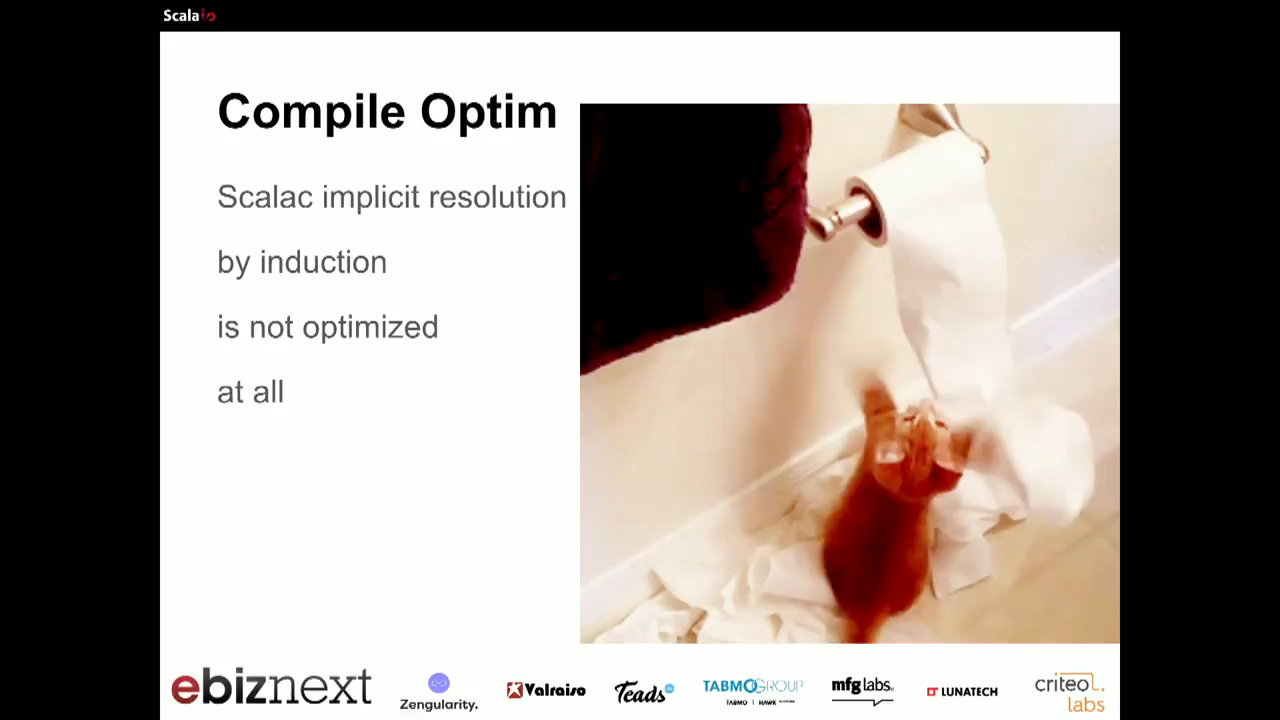 Scala io
Compile Optim
Scalac implicit resolution
by induction
is not optimized
at all
ebiznext
Zengularity.
Valraiso
Teads
TABMO GROUP
TABMO HAWK
mfg labs.
LUNATECH
criteo.
labs